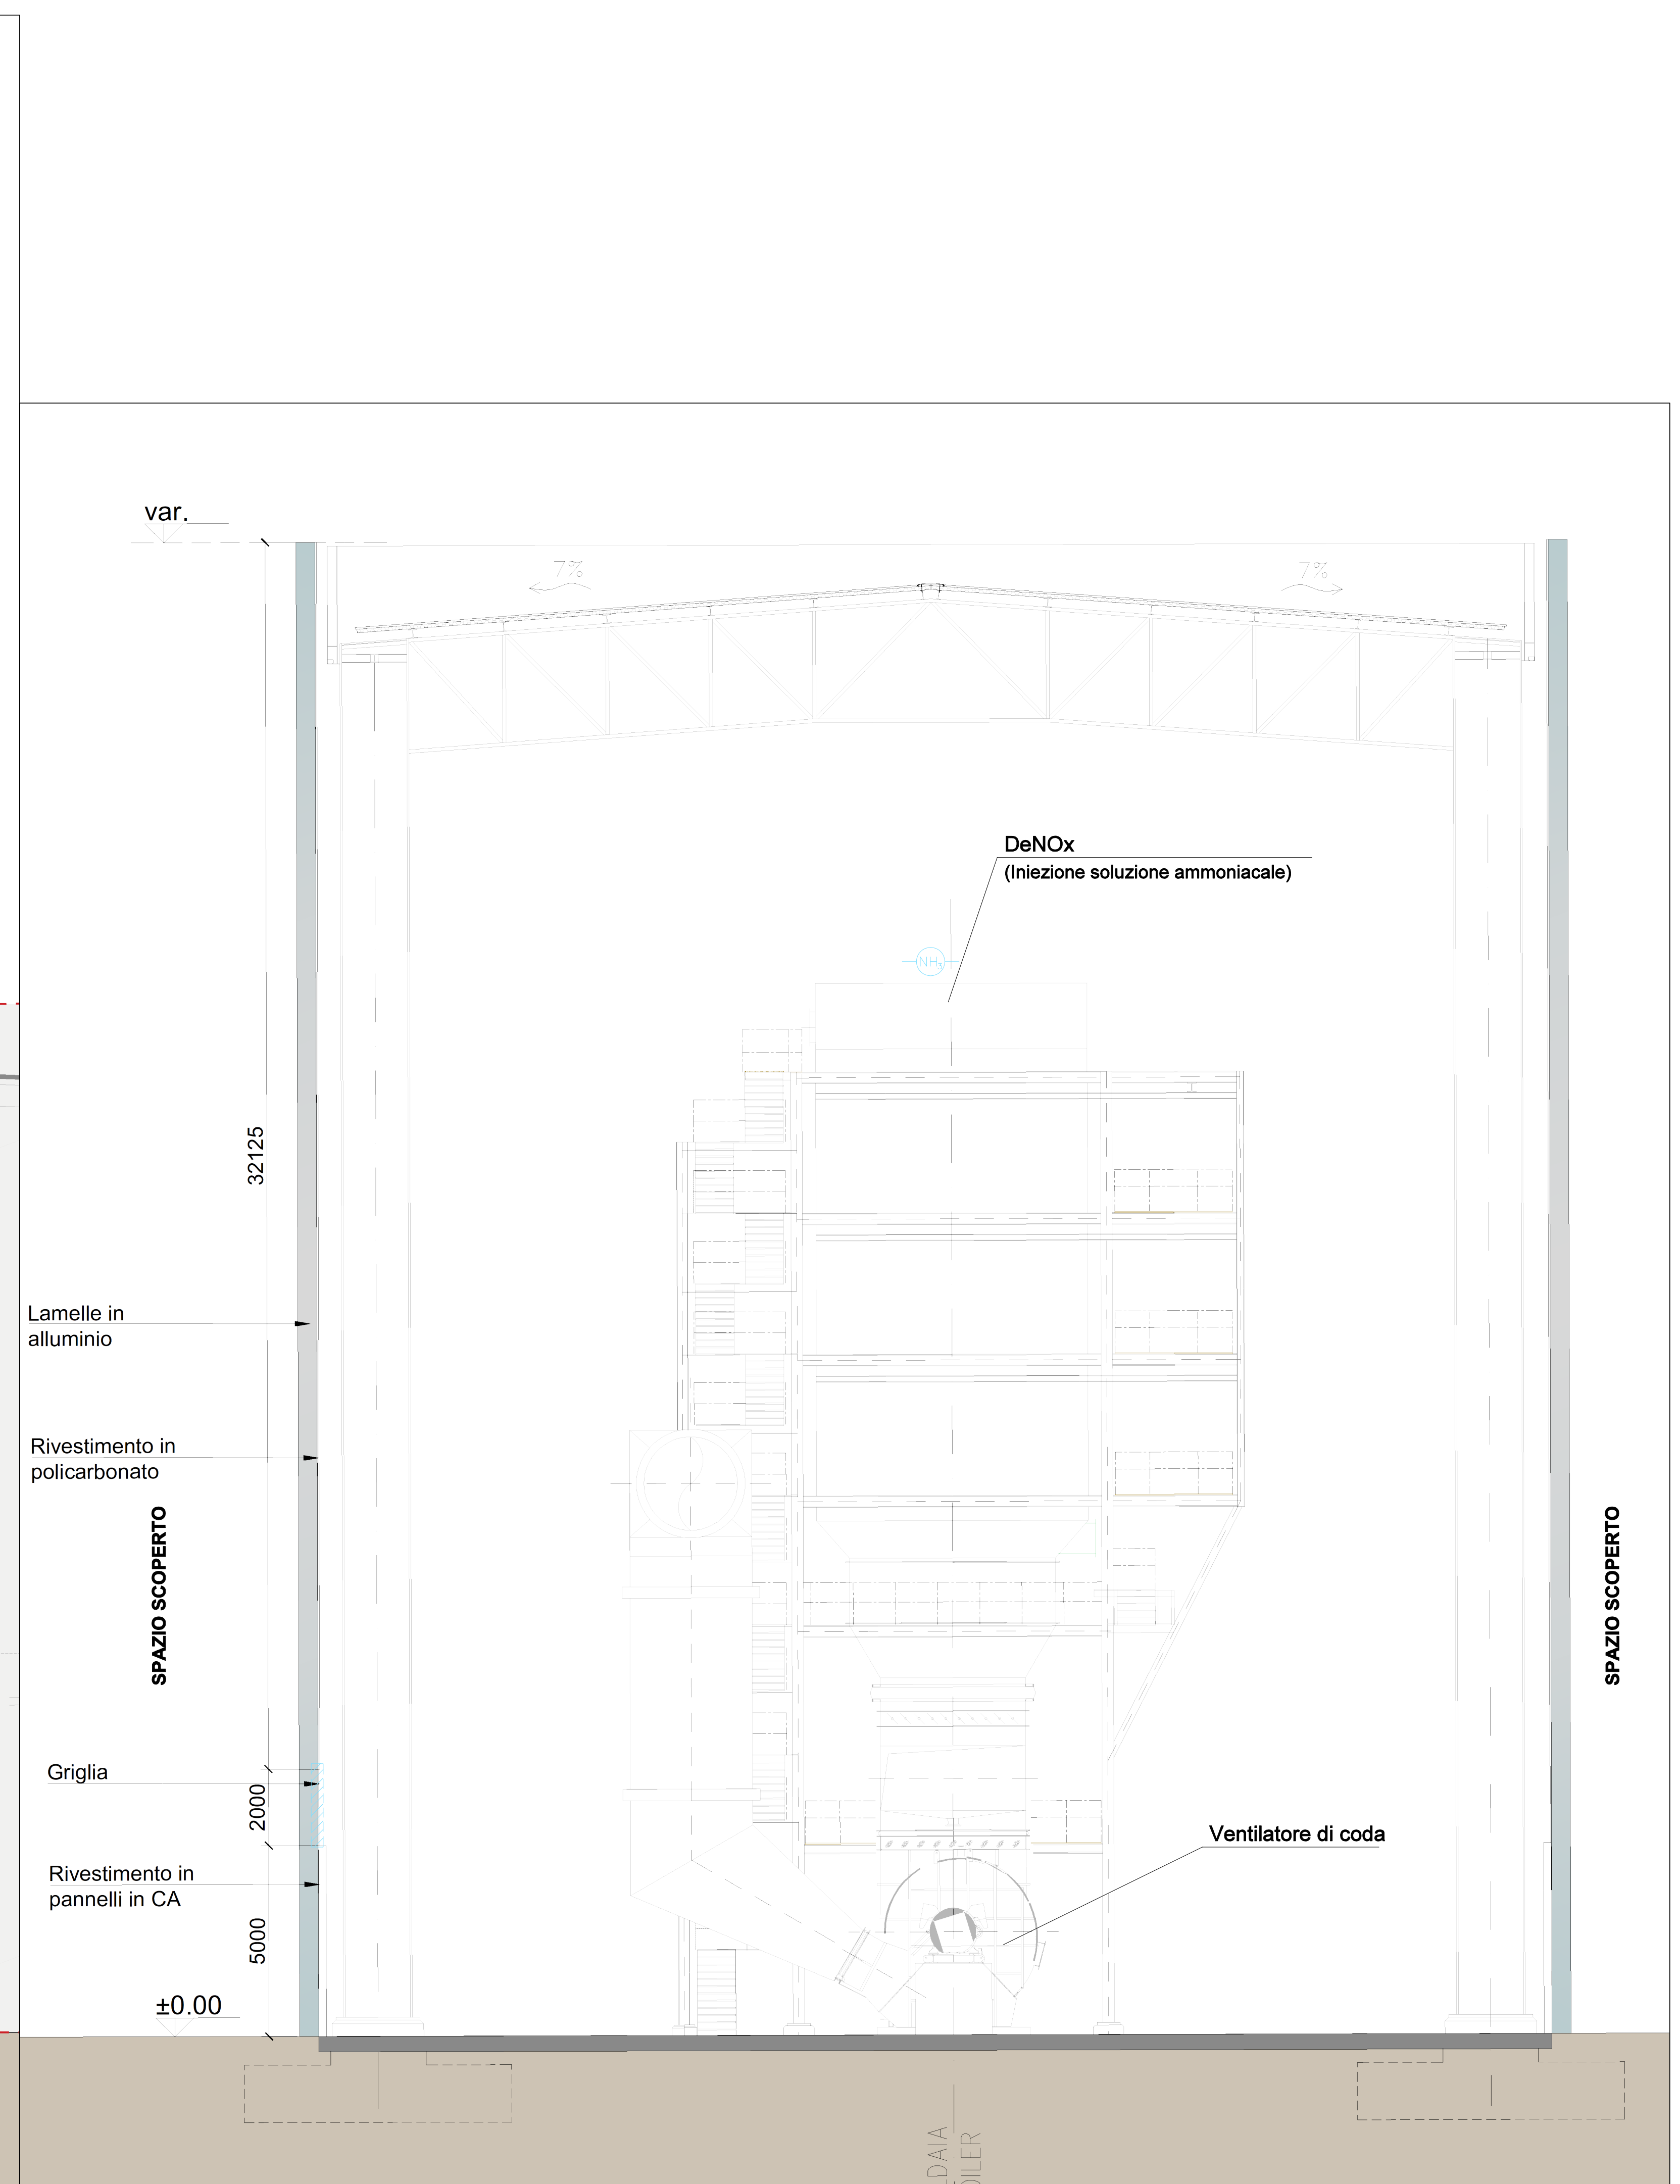 var.
7%
7%
DeNOx
(Iniezione soluzione ammoniacale)
NH3
32125
Lamelle in
alluminio
Rivestimento in
policarbonato
SPAZIO SCOPERTO
SPAZIO SCOPERTO
Griglia
2000
Ventilatore di coda
Rivestimento in
pannelli in CA
5000
±0.00